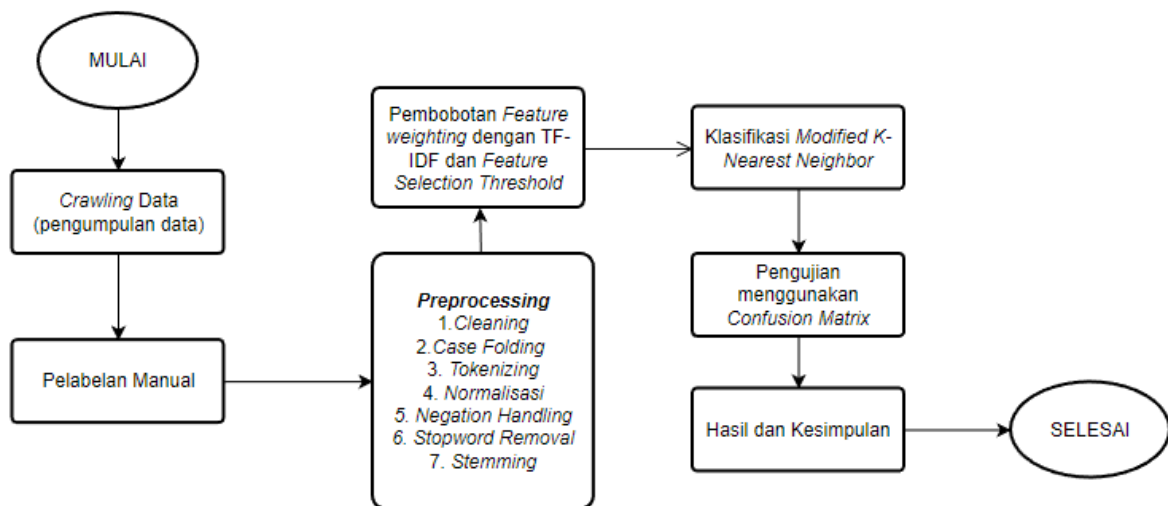 MULAI
Crawling Data
(pengumpulan data)
Pelabelan Manual
Preprocessing
1.Cleaning
2.Case Folding
3. Tokenizing
4. Normalisasi
5. Negation Handling
6. Stopword Removal
7. Stemming
Pembobotan Feature
weighting dengan TF-
IDF dan Feature
Selection Threshold
Klasifikasi Modified K-
Nearest Neighbor
Pengujian
menggunakan
Confusion Matrix
Hasil dan Kesimpulan
SELESAI